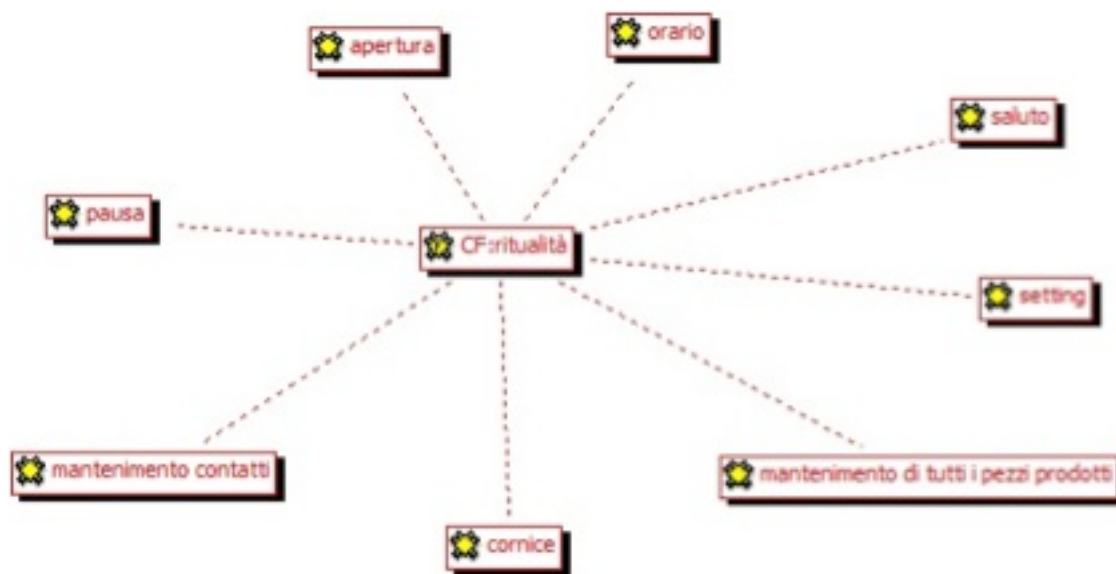 apertura
orario
saluto
pausa
CF:ritualità
setting
mantenimento contatti
mantenimento di tutti i pezzi prodotti
cornice